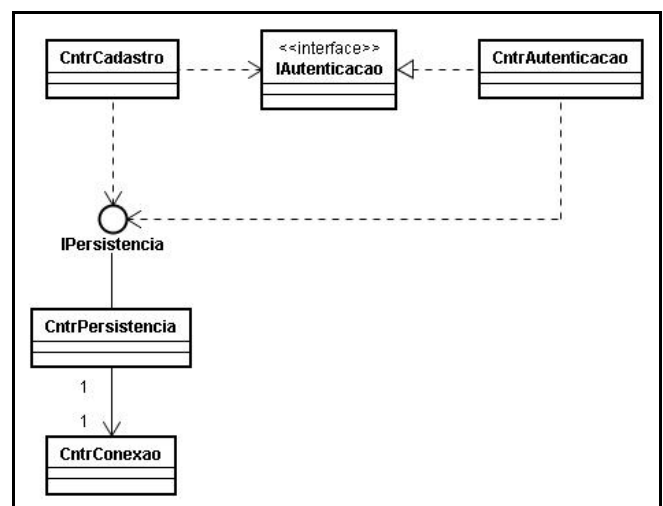 CntrCadastro
<<interface>>
IAutenticacao
CntrAutenticacao
IPersistencia
CntrPersistencia
1
1
CntrConexao